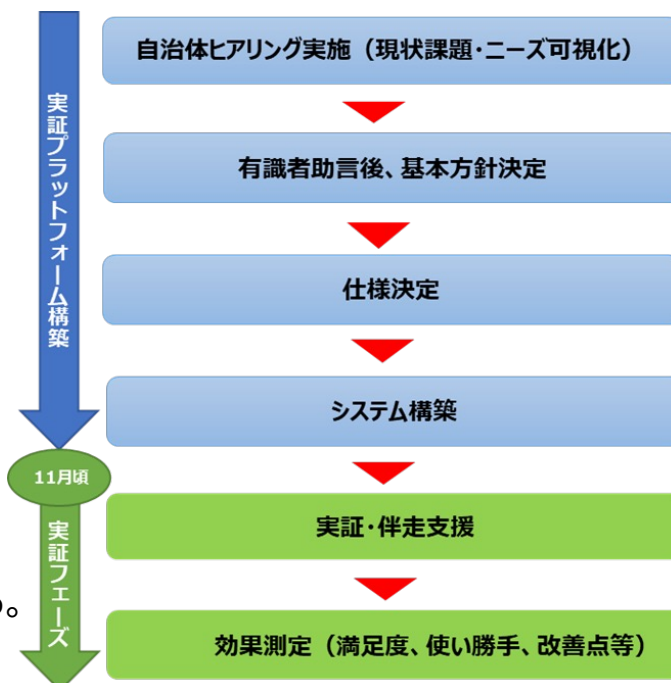 実証プラットフォーム構築
自治体ヒアリング実施（現状課題・ニーズ可視化）
有識者助言後、基本方針決定
仕様決定
システム構築
11月頃
実証フェーズ
実証・伴走支援
効果測定（満足度、使い勝手、改善点等）
。